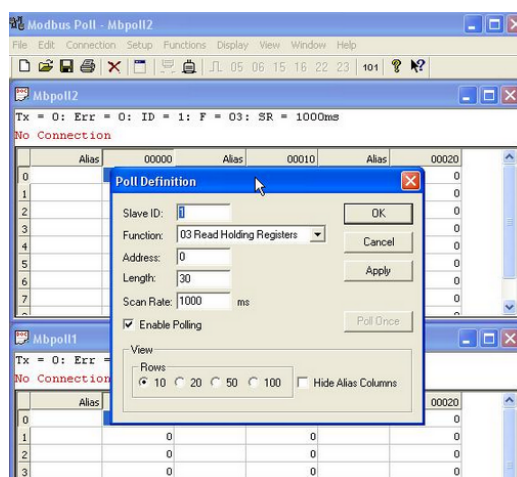 Modbus Poll - Mbpoll2
File Edit Connection Setup Functions Display View Window Help
05 06 15 16 22 23 101
Mbpoll2
Tx = 0: Err = 0: ID = 1: F = 03: SR = 1000ms
No Connection
Alias 00000 Alias 00010 Alias 00020
0 0
1 0
2 0
3 0
4 0
5 0
6 0
7 0
Poll Definition
Slave ID: 1
OK
Function: 03 Read Holding Registers
Cancel
Address: 0
Length: 30
Apply
Scan Rate: 1000 ms
Enable Polling
Poll Once
View
Rows
10 20 50 100 Hide Alias Columns
Mbpoll1
Tx = 0: Err =
No Connection
Alias 00020
0 0
1 0 0 0
2 0 0 0
3 0 0 0